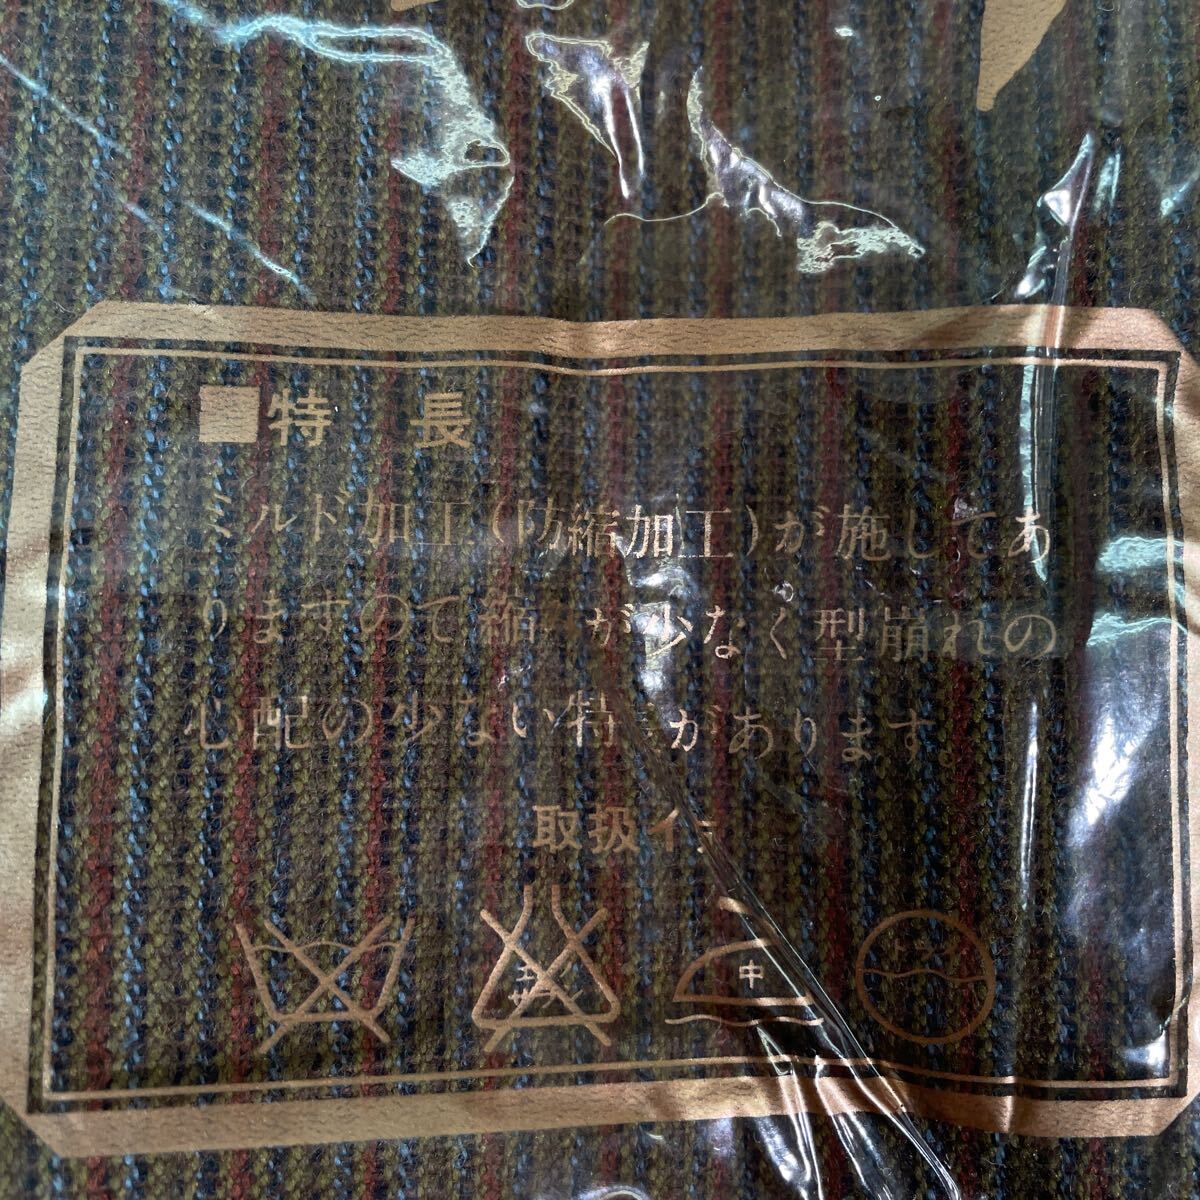 ■特 長
ミルド加工(防縮加工)が施してあ
りますので縮 が少なく型崩れの
心配の少ない特長があります
取扱
中
ドライ